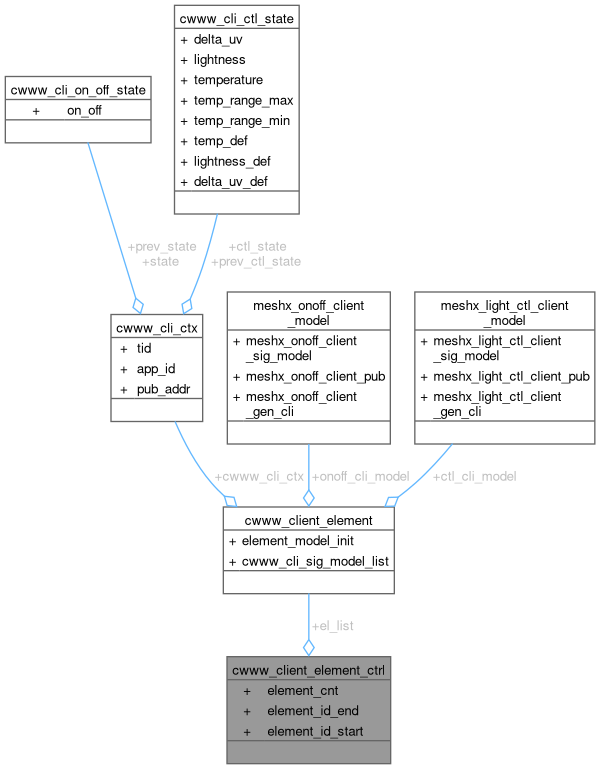 cwww_cli_ctl_state
+ delta_uv
+ lightness
+ temperature
+ temp_range_max
+ temp_range_min
+ temp_def
+ lightness_def
+ delta_uv_def
cwww_cli_on_off_state
+ on_off
+prev_state
+state
+ctl_state
+prev_ctl_state
cwww_cli_ctx
+ tid
+ app_id
+ pub_addr
meshx_onoff_client
_model
+ meshx_onoff_client
_sig_model
+ meshx_onoff_client_pub
+ meshx_onoff_client
_gen_cli
meshx_light_ctl_client
_model
+ meshx_light_ctl_client
_sig_model
+ meshx_light_ctl_client_pub
+ meshx_light_ctl_client
_gen_cli
+cwww_cli_ctx
+onoff_cli_model
+ctl_cli_model
cwww_client_element
+ element_model_init
+ cwww_cli_sig_model_list
+el_list
cwww_client_element_ctrl
+ element_cnt
+ element_id_end
+ element_id_start